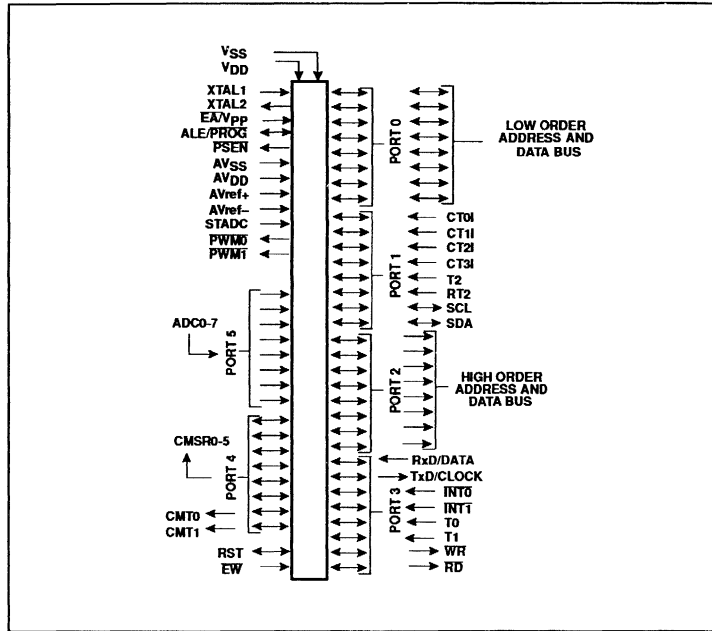 VSS
VDD
XTAL1
XTAL2
EA/VPP
ALE/PROG
PSEN
AVSS
AVDD
AVref+
AVref–
STADC
PWM0
PWM1
ADC0-7
PORT 5
CMSR0-5
PORT 4
CMT0
CMT1
RST
EW
PORT 0
LOW ORDER
ADDRESS AND
DATA BUS
PORT 1
CT0I
CT1I
CT2I
CT3I
T2
RT2
SCL
SDA
PORT 2
HIGH ORDER
ADDRESS AND
DATA BUS
PORT 3
RxD/DATA
TxD/CLOCK
INT0
INT1
T0
T1
WR
RD